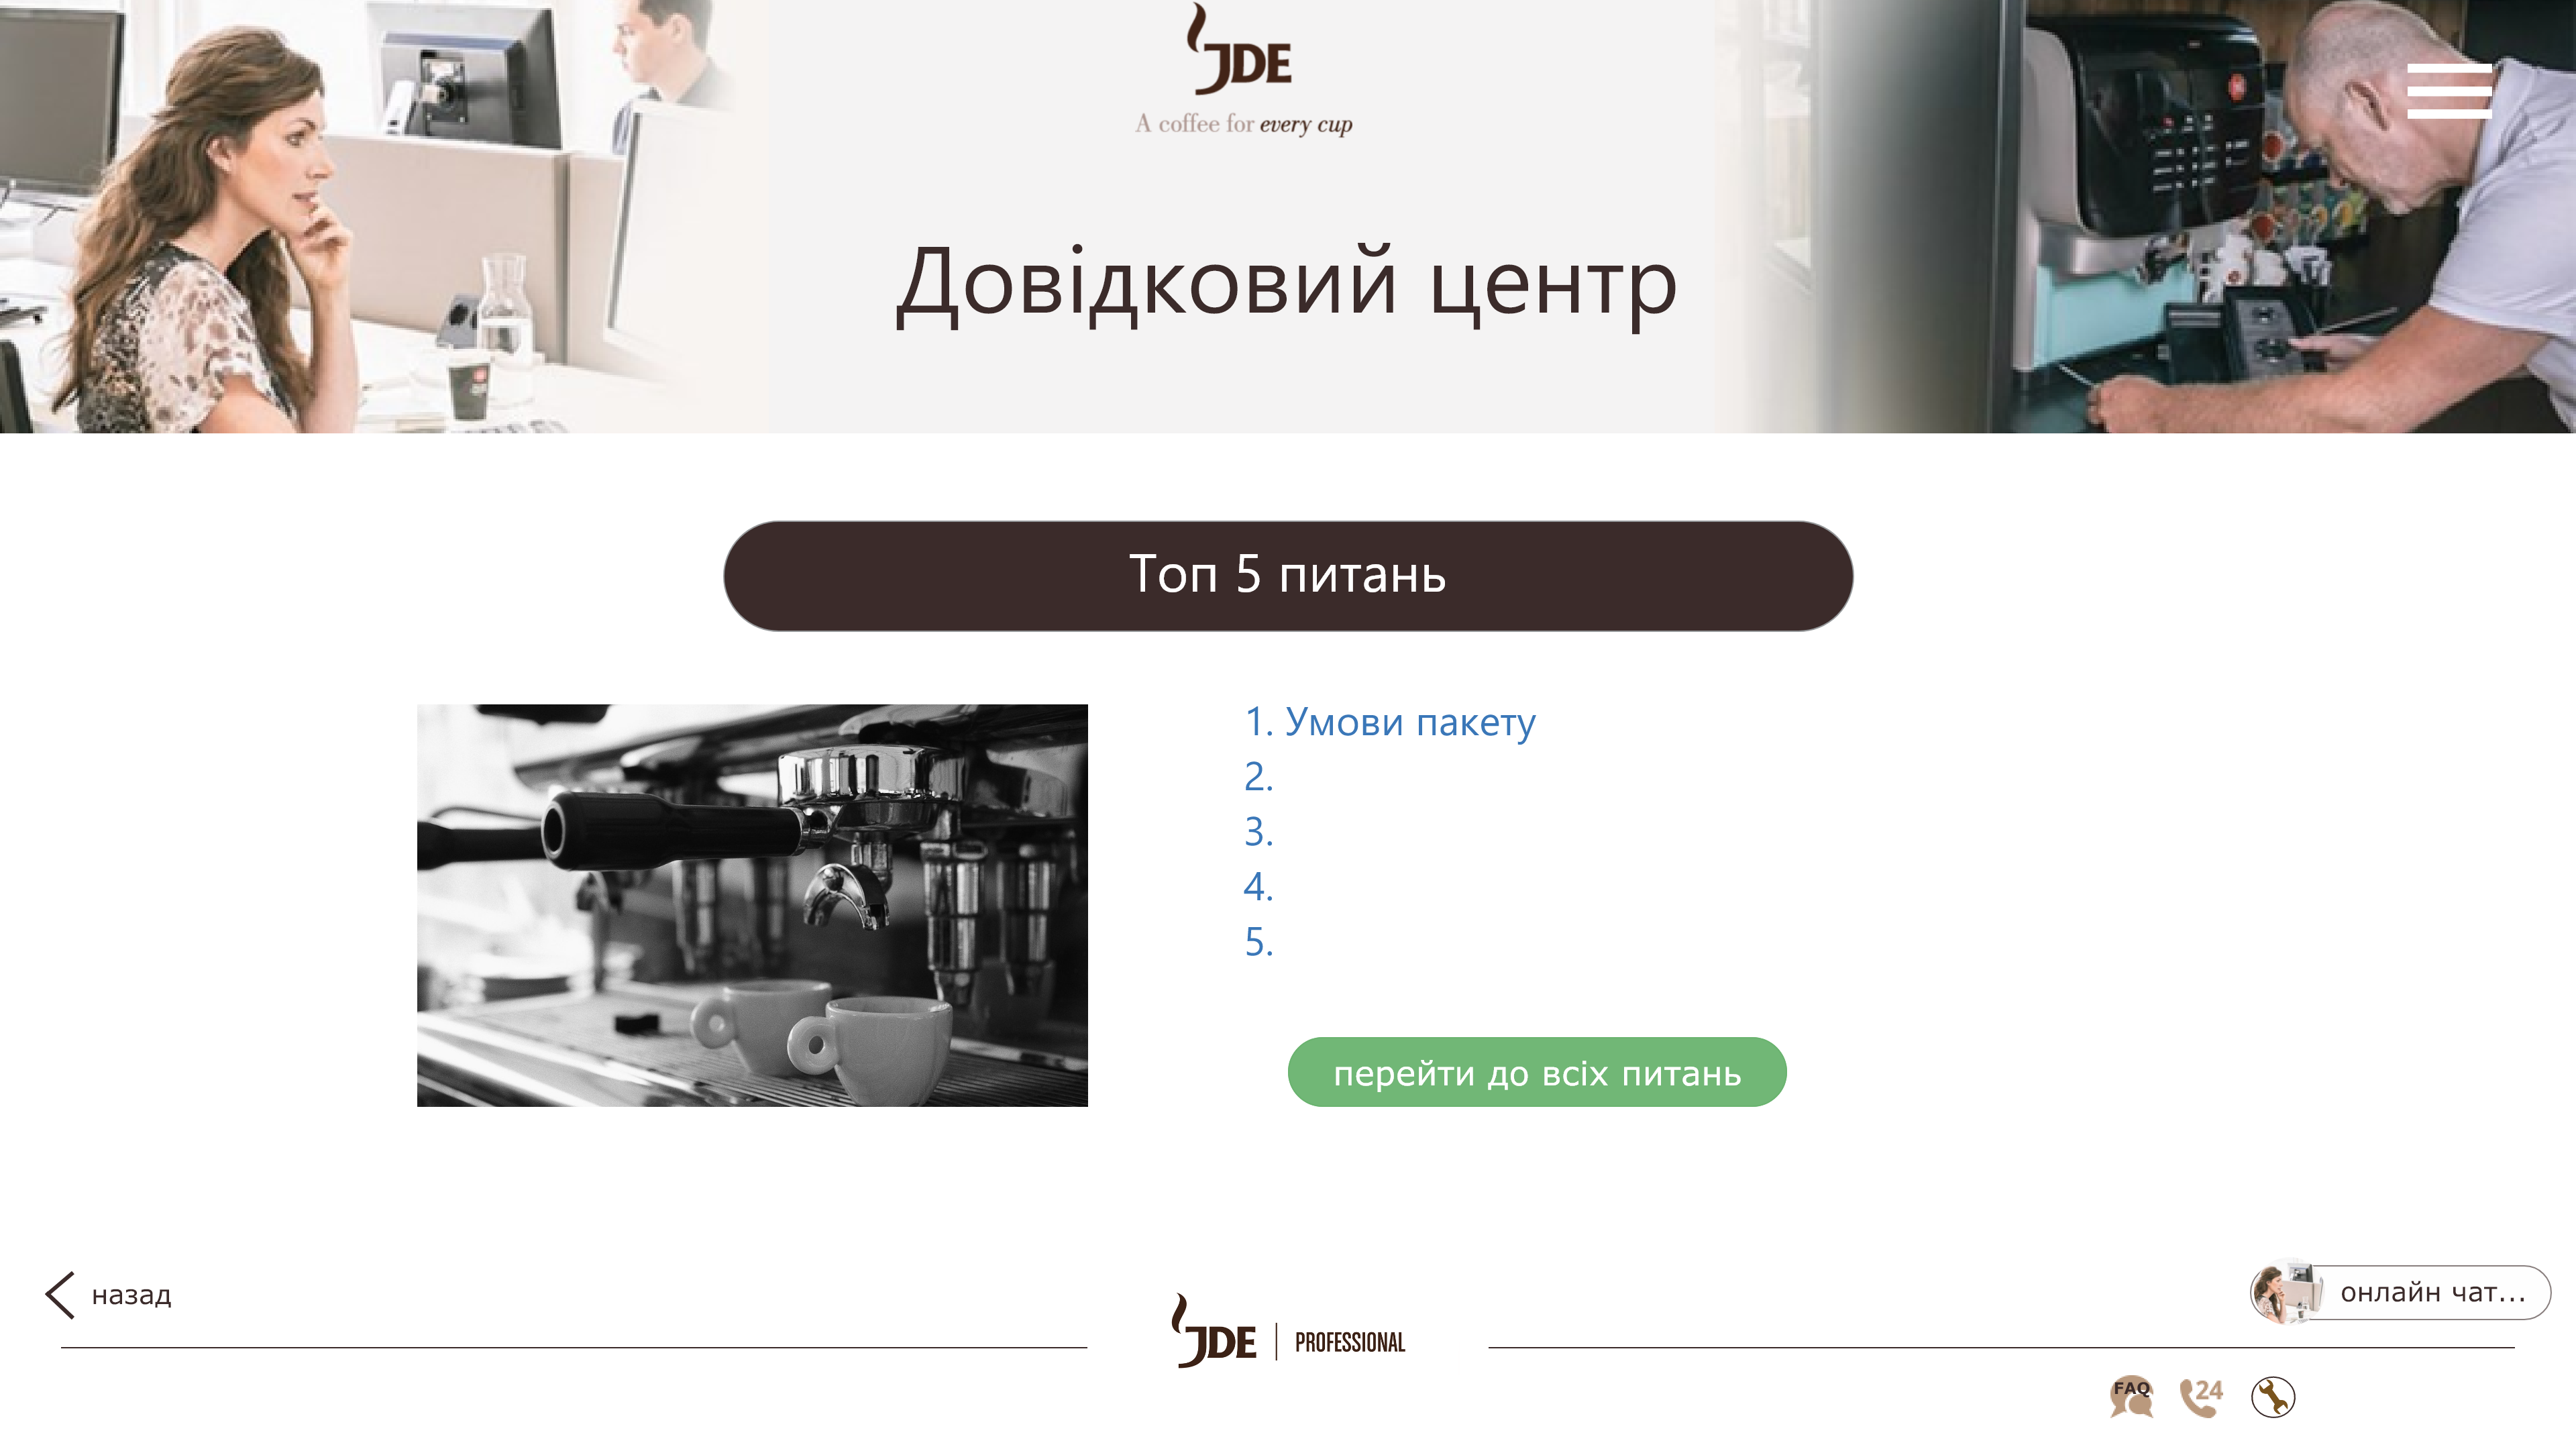 JDE
A coffee for every cup
Довідковий центр
Топ 5 питань
1. Умови пакету
2.
3.
4.
5.
перейти до всіх питань
назад
онлайн чат...
JDE | PROFESSIONAL
FAQ
24